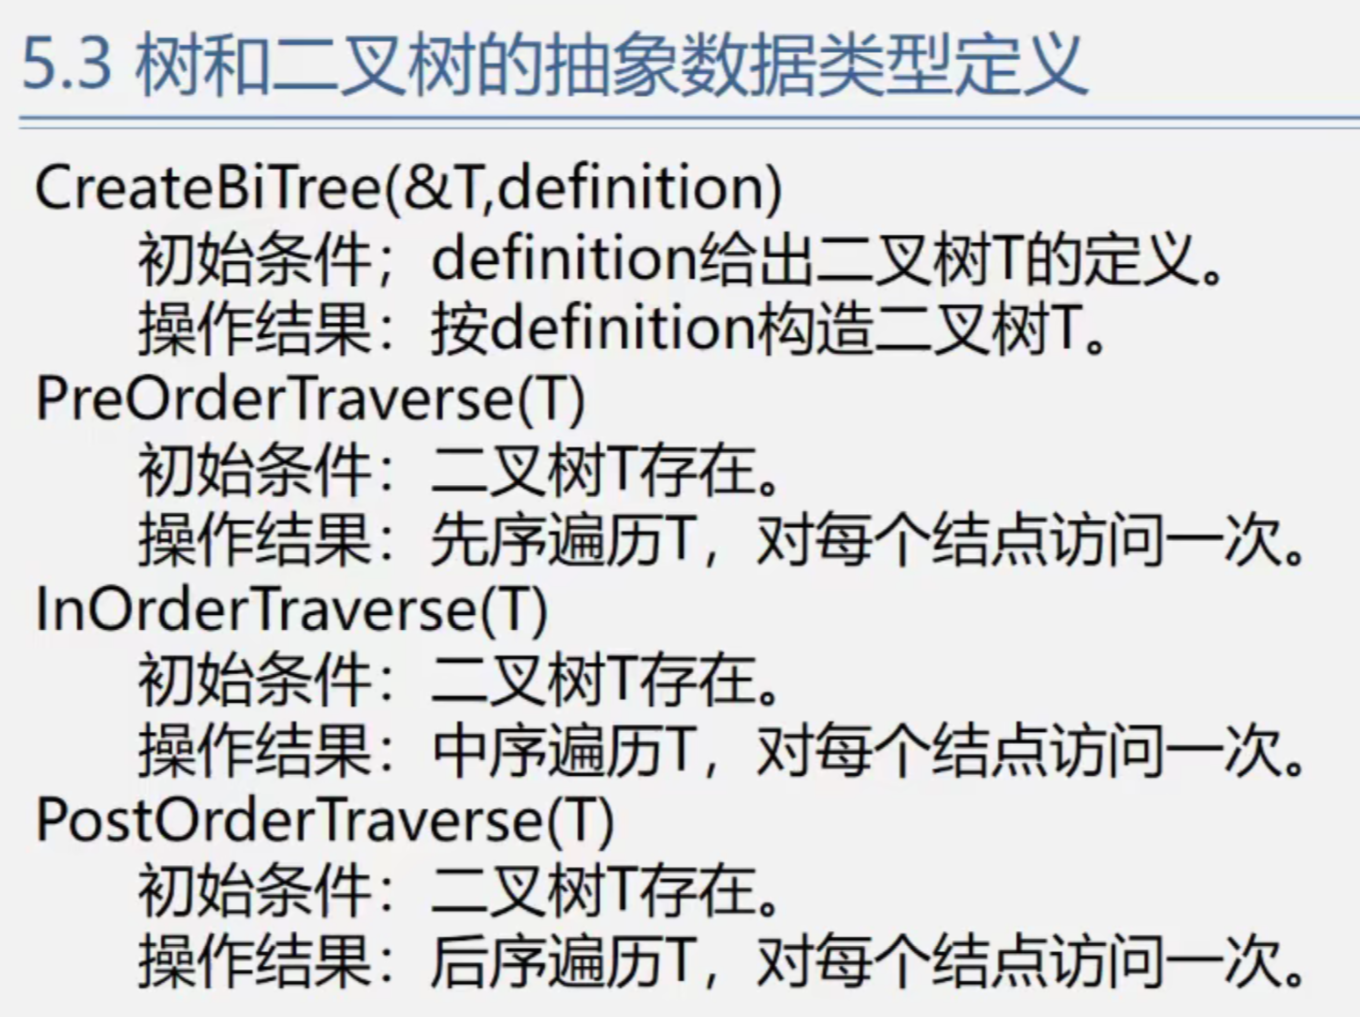 5.3 树和二叉树的抽象数据类型定义
CreateBiTree(&T,definition)
初始条件；definition给出二叉树T的定义。
操作结果：按definition构造二叉树T。
PreOrderTraverse(T)
初始条件：二叉树T存在。
操作结果：先序遍历T，对每个结点访问一次。
InOrderTraverse(T)
初始条件：二叉树T存在。
操作结果：中序遍历T，对每个结点访问一次。
PostOrderTraverse(T)
初始条件：二叉树T存在。
操作结果：后序遍历T，对每个结点访问一次。